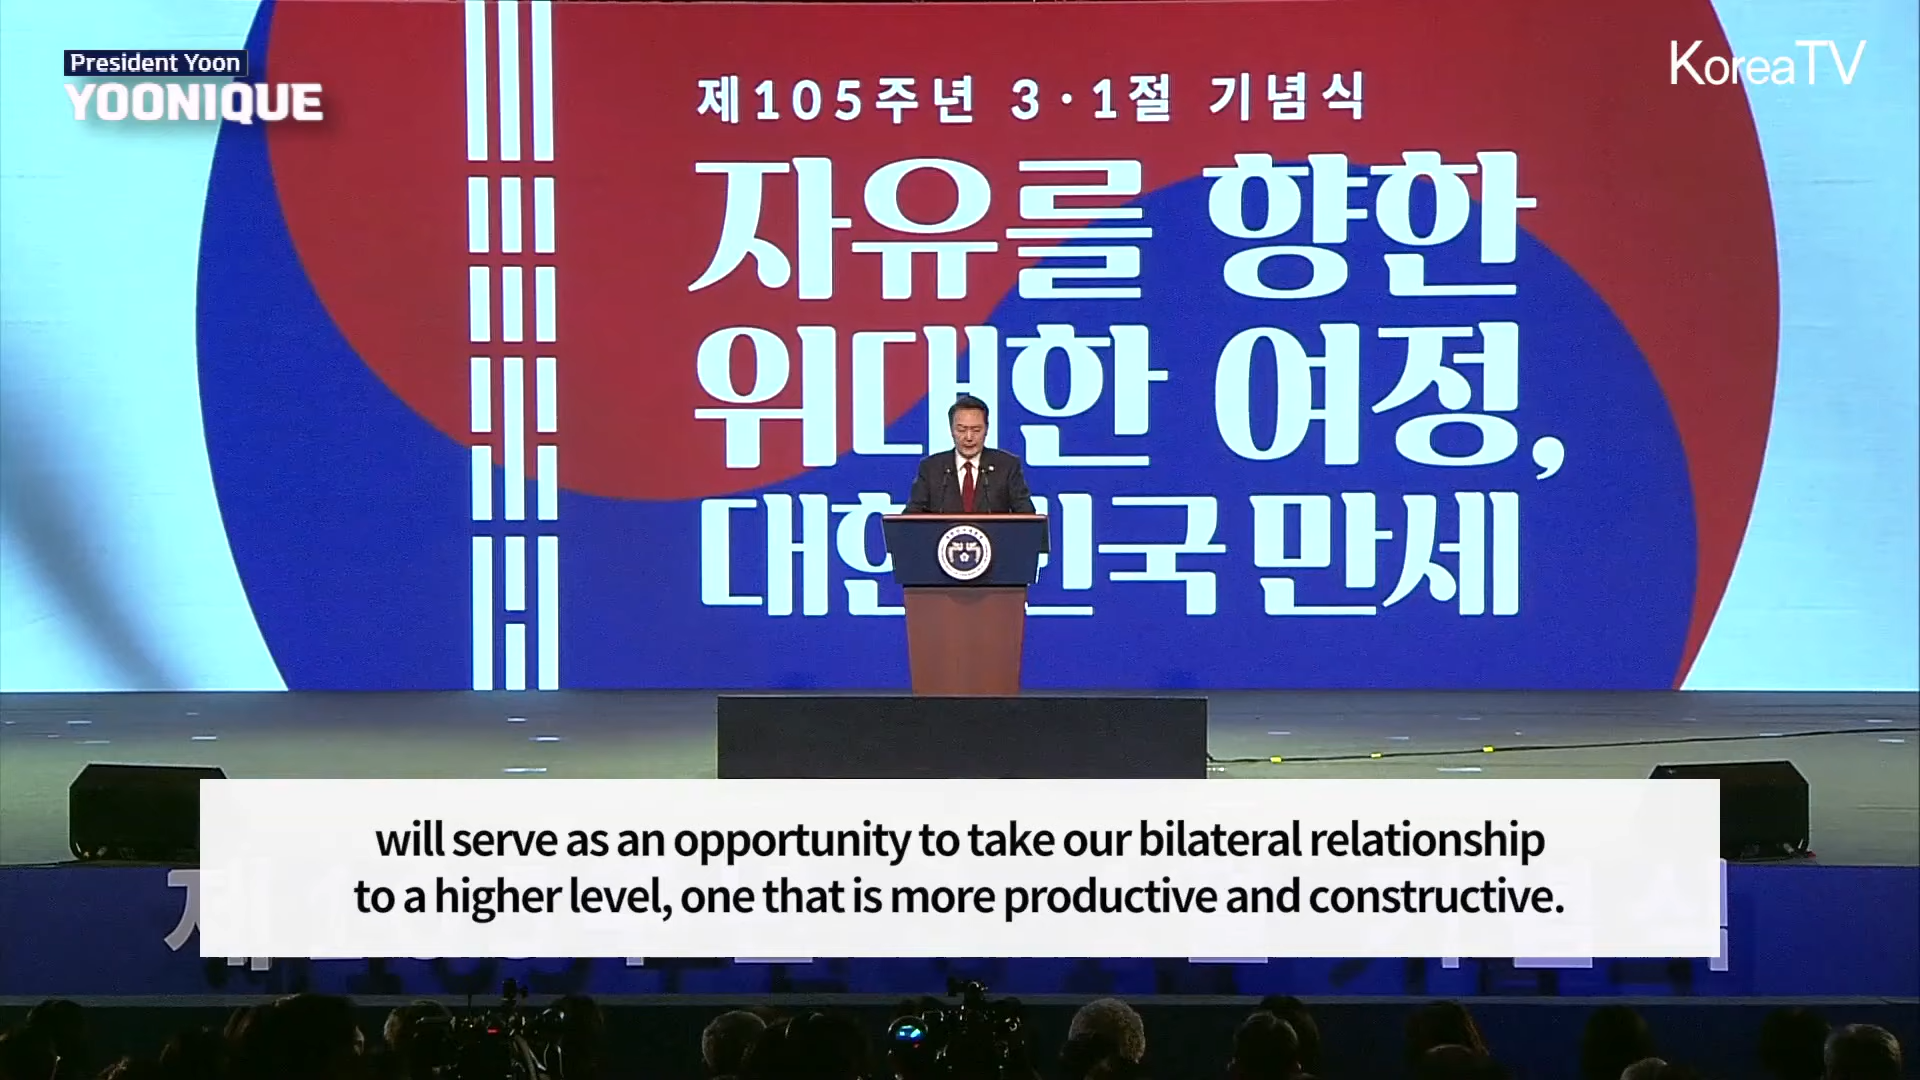 President Yoon
YOONIQUE
KoreaTV
제105주년 3·1절 기념식
자유를 향한
위대한 여정,
대한민국 만세
will serve as an opportunity to take our bilateral relationship
to a higher level, one that is more productive and constructive.